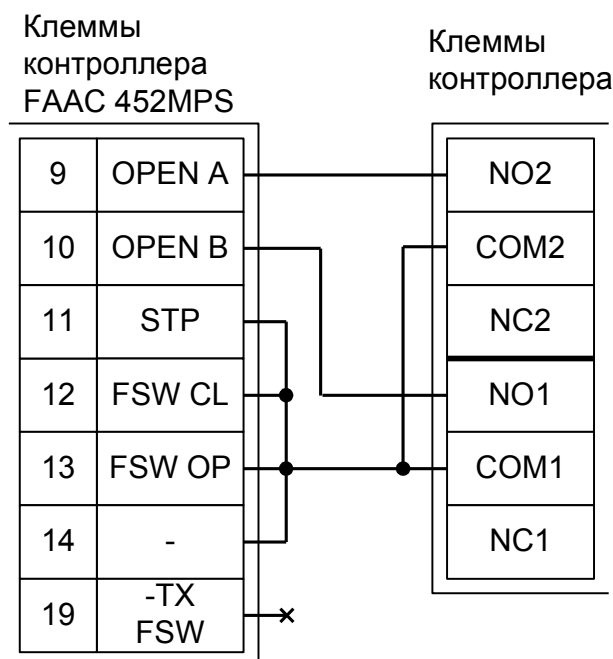 Клеммы
контроллера
FAAC 452MPS
Клеммы
контроллера
9 OPEN A
10 OPEN B
11 STP
12 FSW CL
13 FSW OP
14 -
19 -TX
FSW
NO2
COM2
NC2
NO1
COM1
NC1